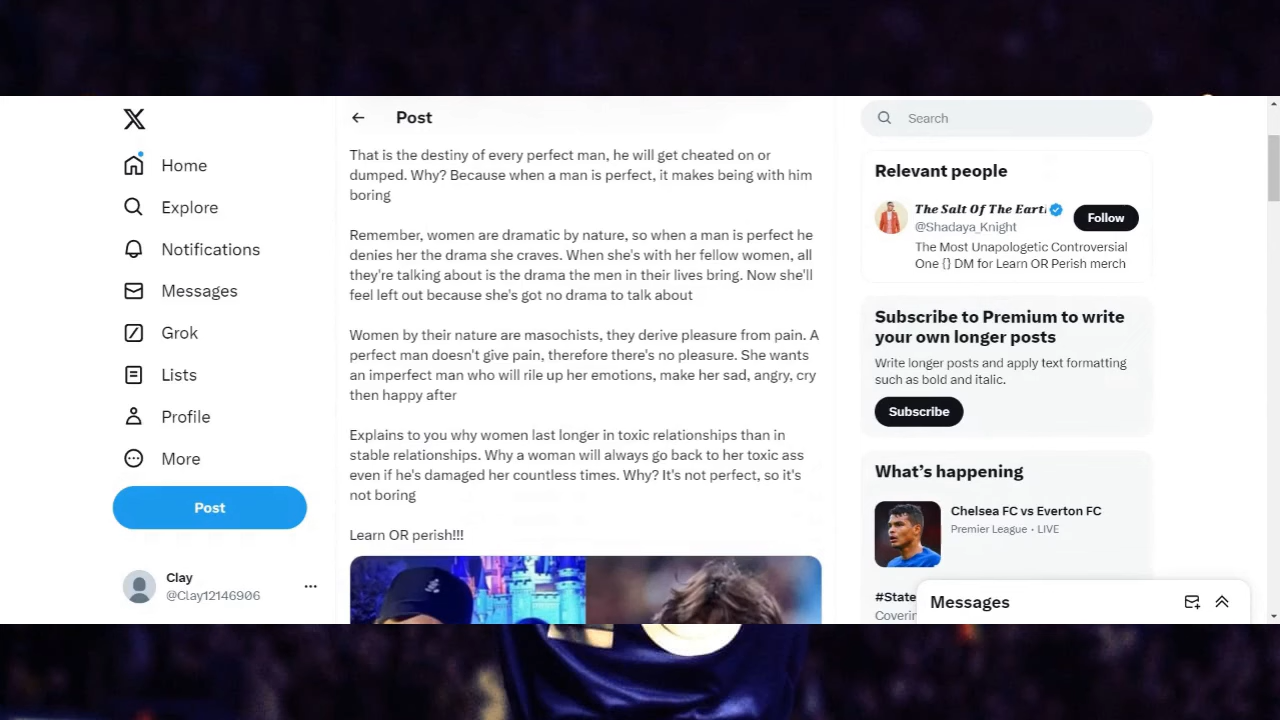 Home
Explore
Notifications
Messages
Grok
Lists
Profile
More
Post
Clay
@Clay12146906
Post
That is the destiny of every perfect man, he will get cheated on or
dumped. Why? Because when a man is perfect, it makes being with him
boring
Remember, women are dramatic by nature, so when a man is perfect he
denies her the drama she craves. When she's with her fellow women, all
they're talking about is the drama the men in their lives bring. Now she'll
feel left out because she's got no drama to talk about
Women by their nature are masochists, they derive pleasure from pain. A
perfect man doesn't give pain, therefore there's no pleasure. She wants
an imperfect man who will rile up her emotions, make her sad, angry, cry
then happy after
Explains to you why women last longer in toxic relationships than in
stable relationships. Why a woman will always go back to her toxic ass
even if he's damaged her countless times. Why? It's not perfect, so it's
not boring
Learn OR perish!!!
Search
Relevant people
The Salt Of The
@Shadaya_Knight
Follow
The Most Unapologetic Controversial
One {} DM for Learn OR Perish merch
Subscribe to Premium to write
your own longer posts
Write longer posts and apply text formatting
such as bold and italic.
Subscribe
What's happening
Chelsea FC vs Everton FC
Premier League · LIVE
Messages